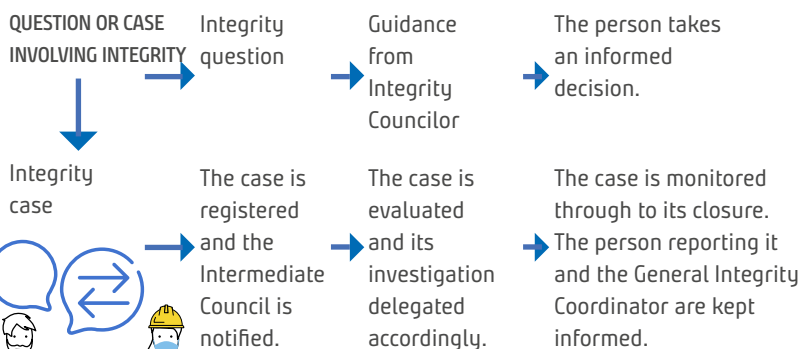 QUESTION OR CASE
INVOLVING INTEGRITY
Integrity
question
Guidance
from
Integrity
Councilor
The person takes
an informed
decision.
Integrity
case
The case is
registered
and the
Intermediate
Council is
notified.
The case is
evaluated
and its
investigation
delegated
accordingly.
The case is monitored
through to its closure.
The person reporting it
and the General Integrity
Coordinator are kept
informed.